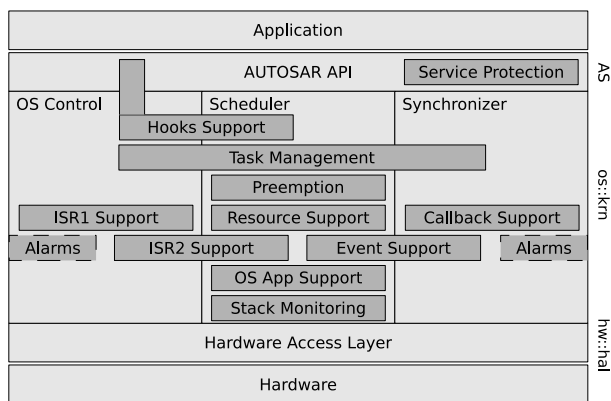 Application
AUTOSAR API
Service Protection
AS
OS Control
Scheduler
Synchronizer
Hooks Support
Task Management
Preemption
ISR1 Support
Resource Support
Callback Support
Alarms
ISR2 Support
Event Support
Alarms
OS App Support
Stack Monitoring
os::krn
Hardware Access Layer
hw::hal
Hardware